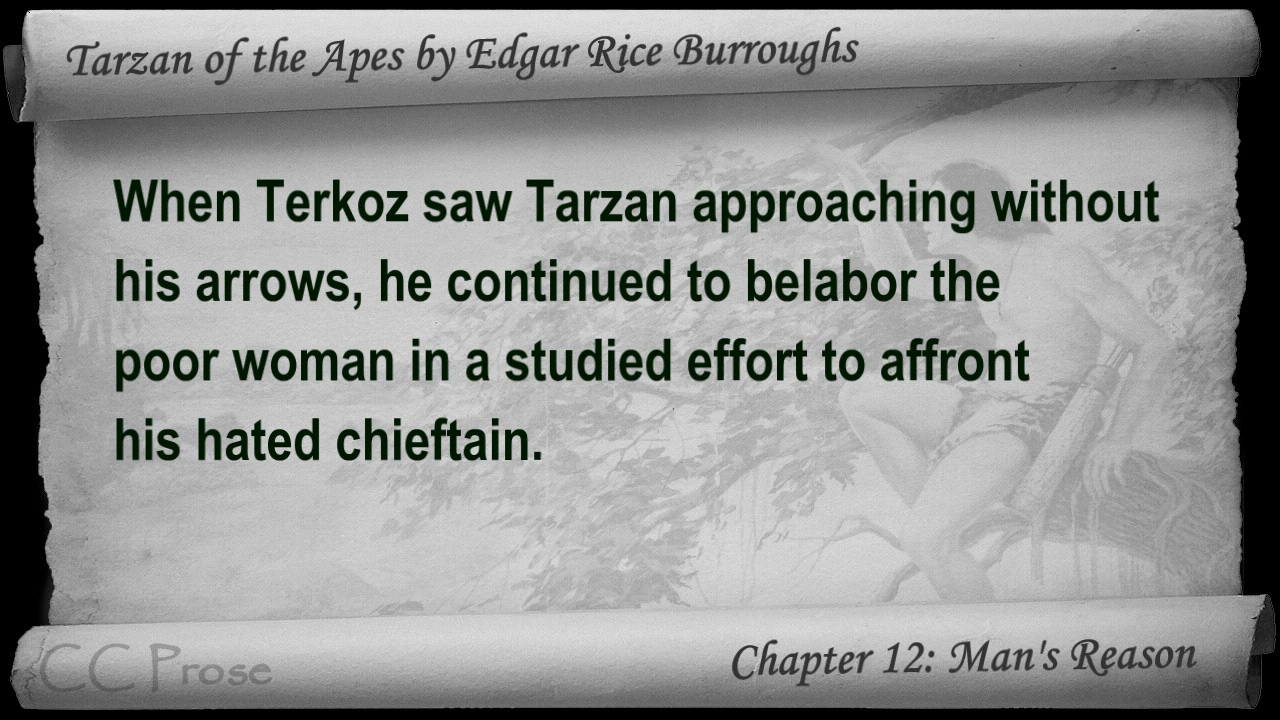 Tarzan of the Apes by Edgar Rice Burroughs
When Terkoz saw Tarzan approaching without
his arrows, he continued to belabor the
poor woman in a studied effort to affront
his hated chieftain.
CC Prose
Chapter 12: Man's Reason